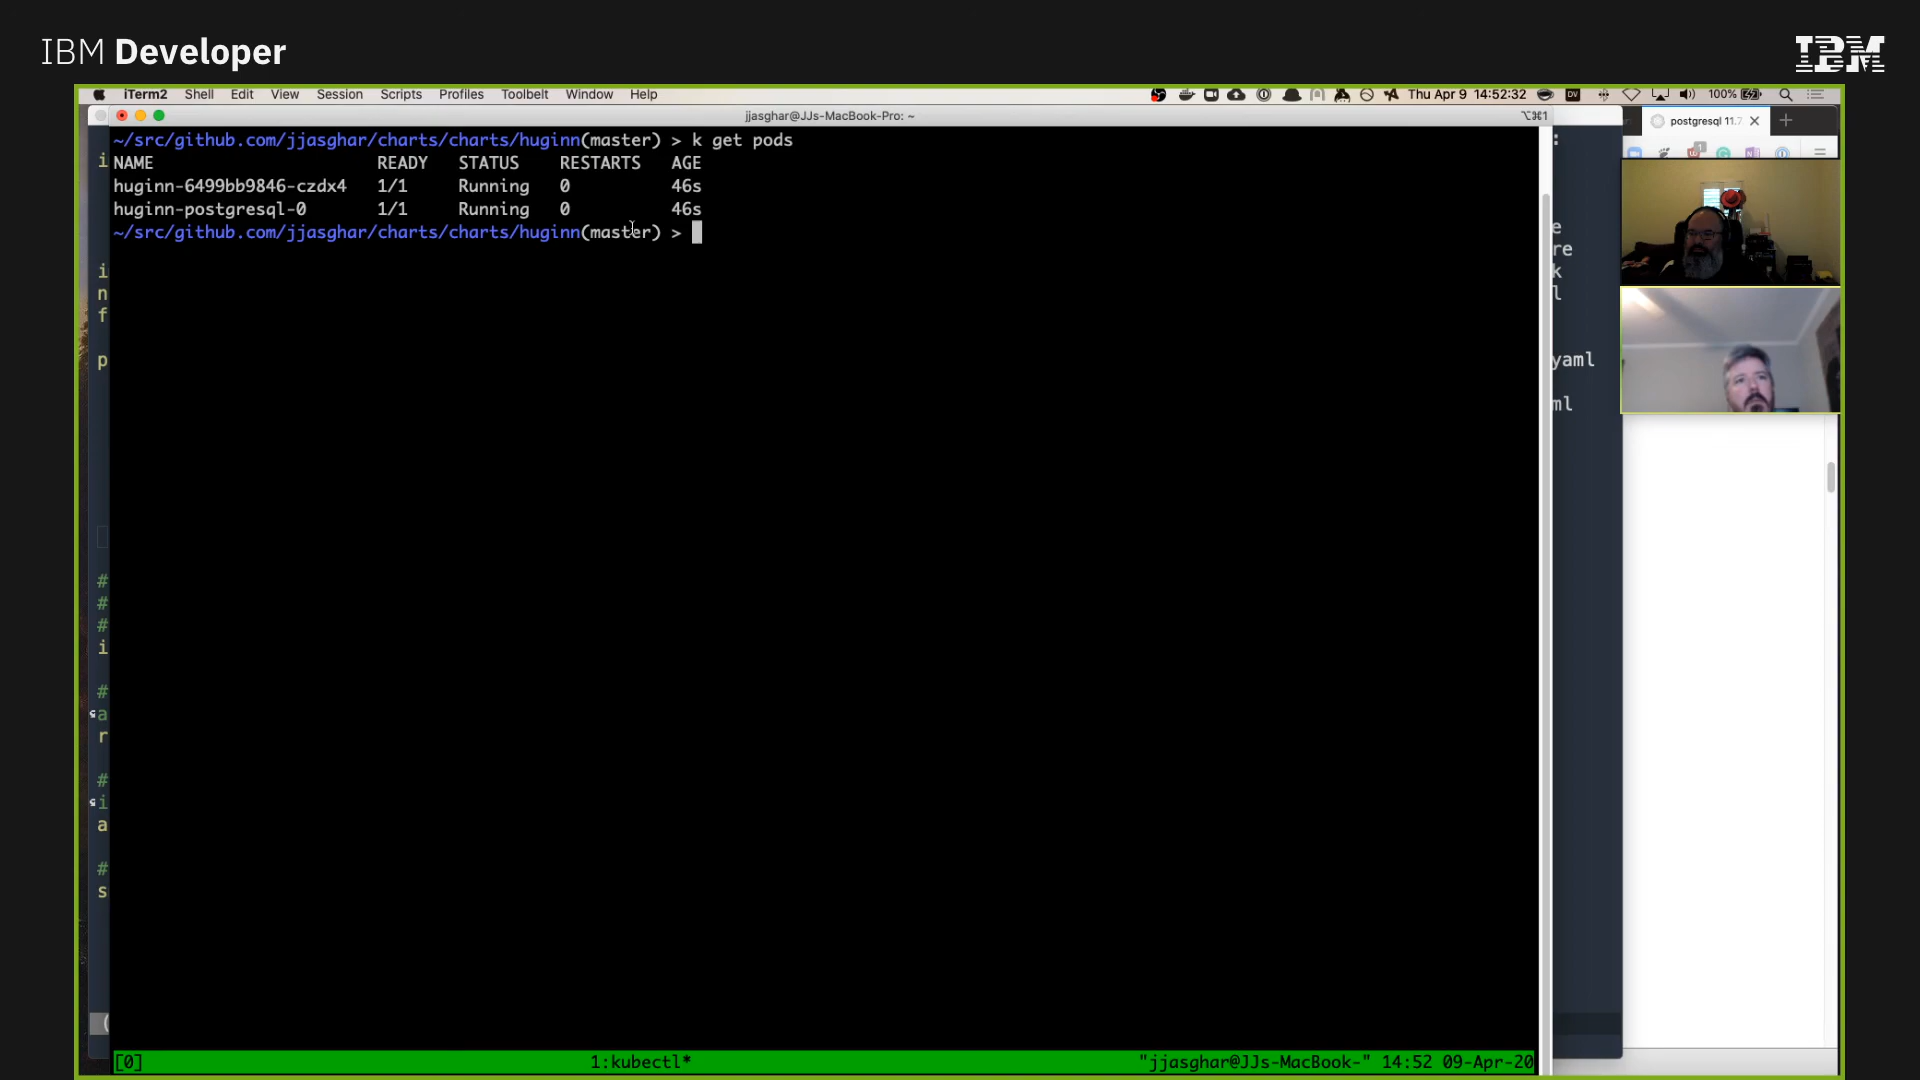 IBM Developer
IBM
iTerm2 Shell Edit View Session Scripts Profiles Toolbelt Window Help
DV Thu Apr 9 14:52:32 100%
jjasghar@JJs-MacBook-Pro: ~
⌥⌘1
postgresql 11.7
~/src/github.com/jjasghar/charts/charts/huginn(master) > k get pods
NAME READY STATUS RESTARTS AGE
huginn-6499bb9846-czdx4 1/1 Running 0 46s
huginn-postgresql-0 1/1 Running 0 46s
~/src/github.com/jjasghar/charts/charts/huginn(master) >
yaml
ml
[0] 1:kubectl* "jjasghar@JJs-MacBook-" 14:52 09-Apr-20